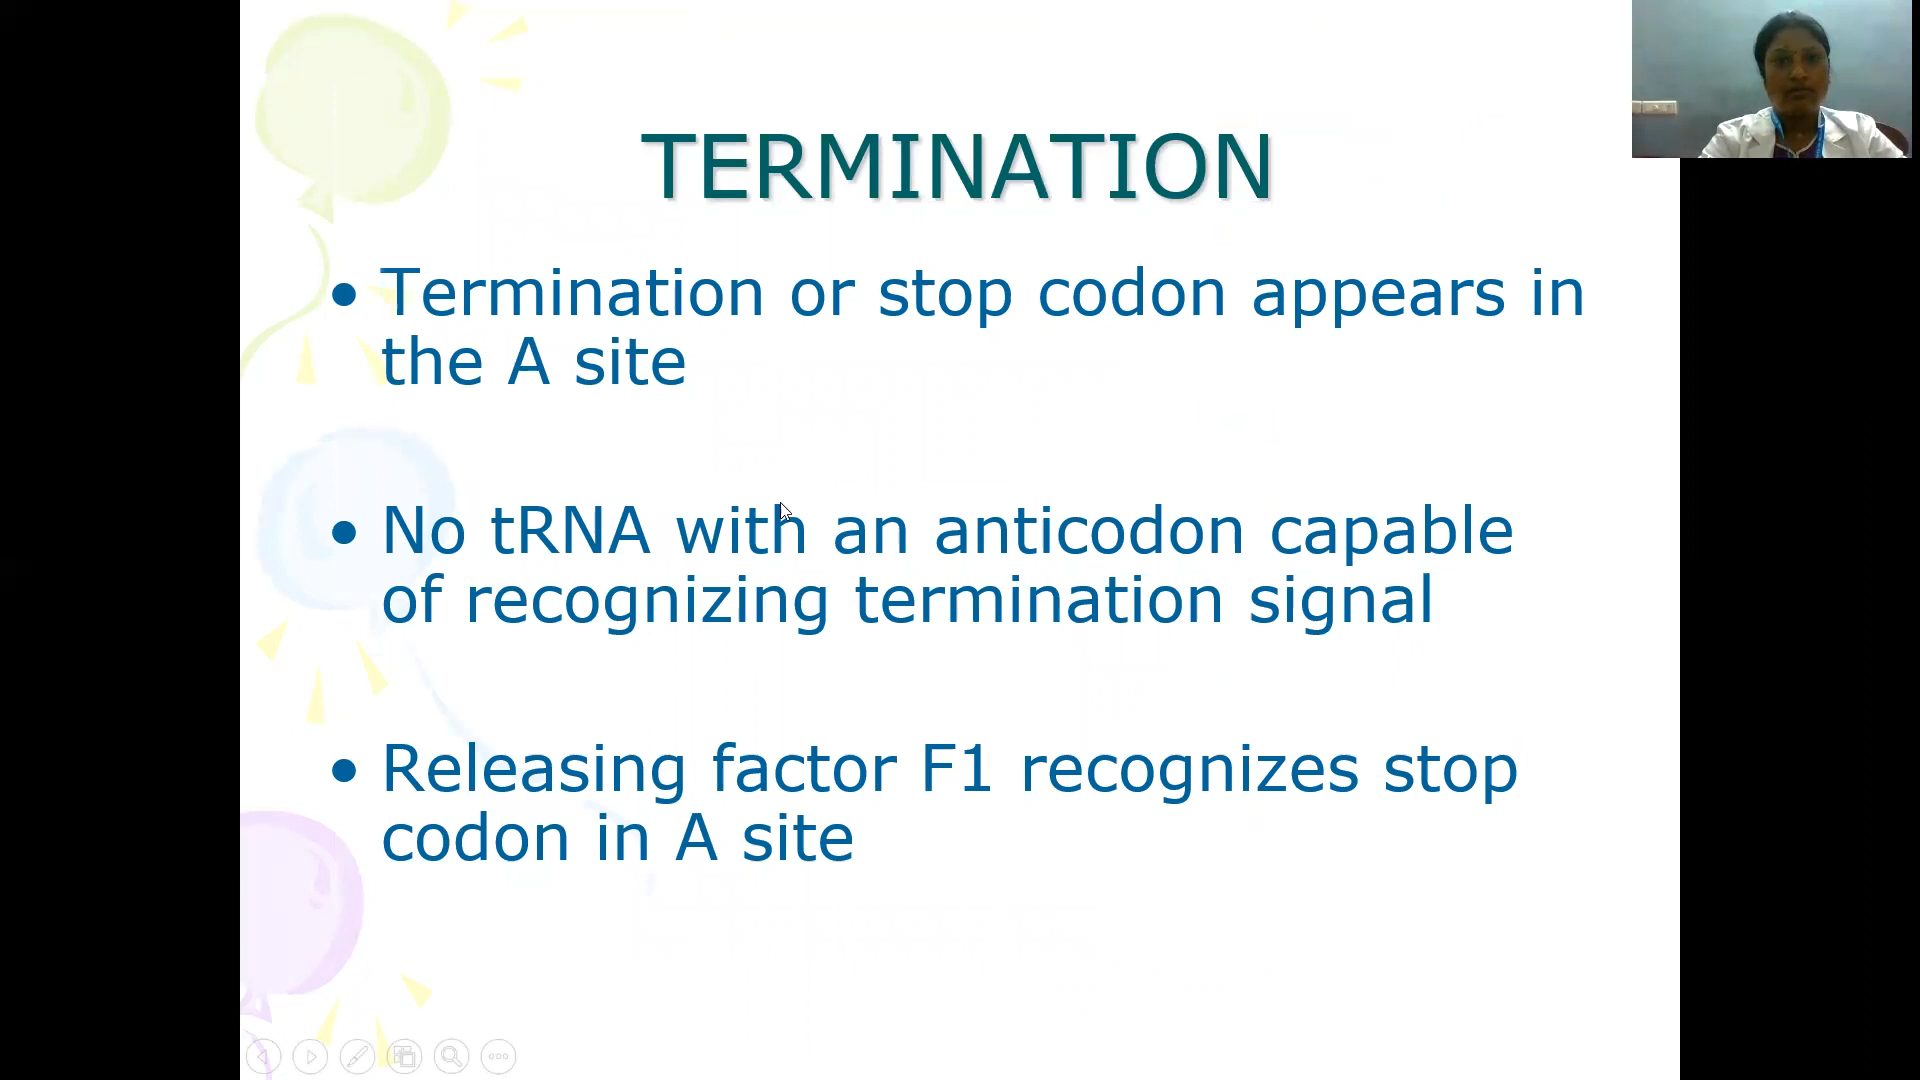 TERMINATION
• Termination or stop codon appears in
the A site
• No tRNA with an anticodon capable
of recognizing termination signal
• Releasing factor F1 recognizes stop
codon in A site